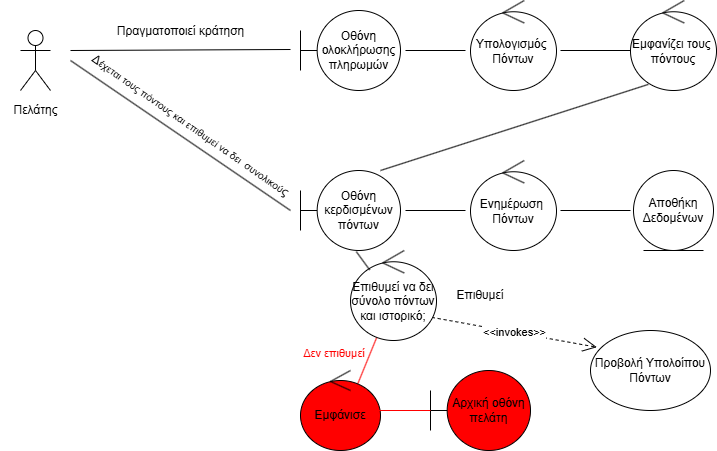 Πραγματοποιεί κράτηση
Οθόνη
ολοκλήρωσης
πληρωμών
Υπολογισμός
Πόντων
Εμφανίζει τους
πόντους
Πελάτης
Δέχεται τους πόντους και επιθυμεί να δει συνολικούς
Οθόνη
κερδισμένων
πόντων
Ενημέρωση
Πόντων
Αποθήκη
Δεδομένων
Επιθυμεί να δει
σύνολο πόντων
και ιστορικό;
Επιθυμεί
<<invokes>>
Προβολή Υπολοίπου
Πόντων
Δεν επιθυμεί
Εμφάνισε
Αρχική οθόνη
πελάτη